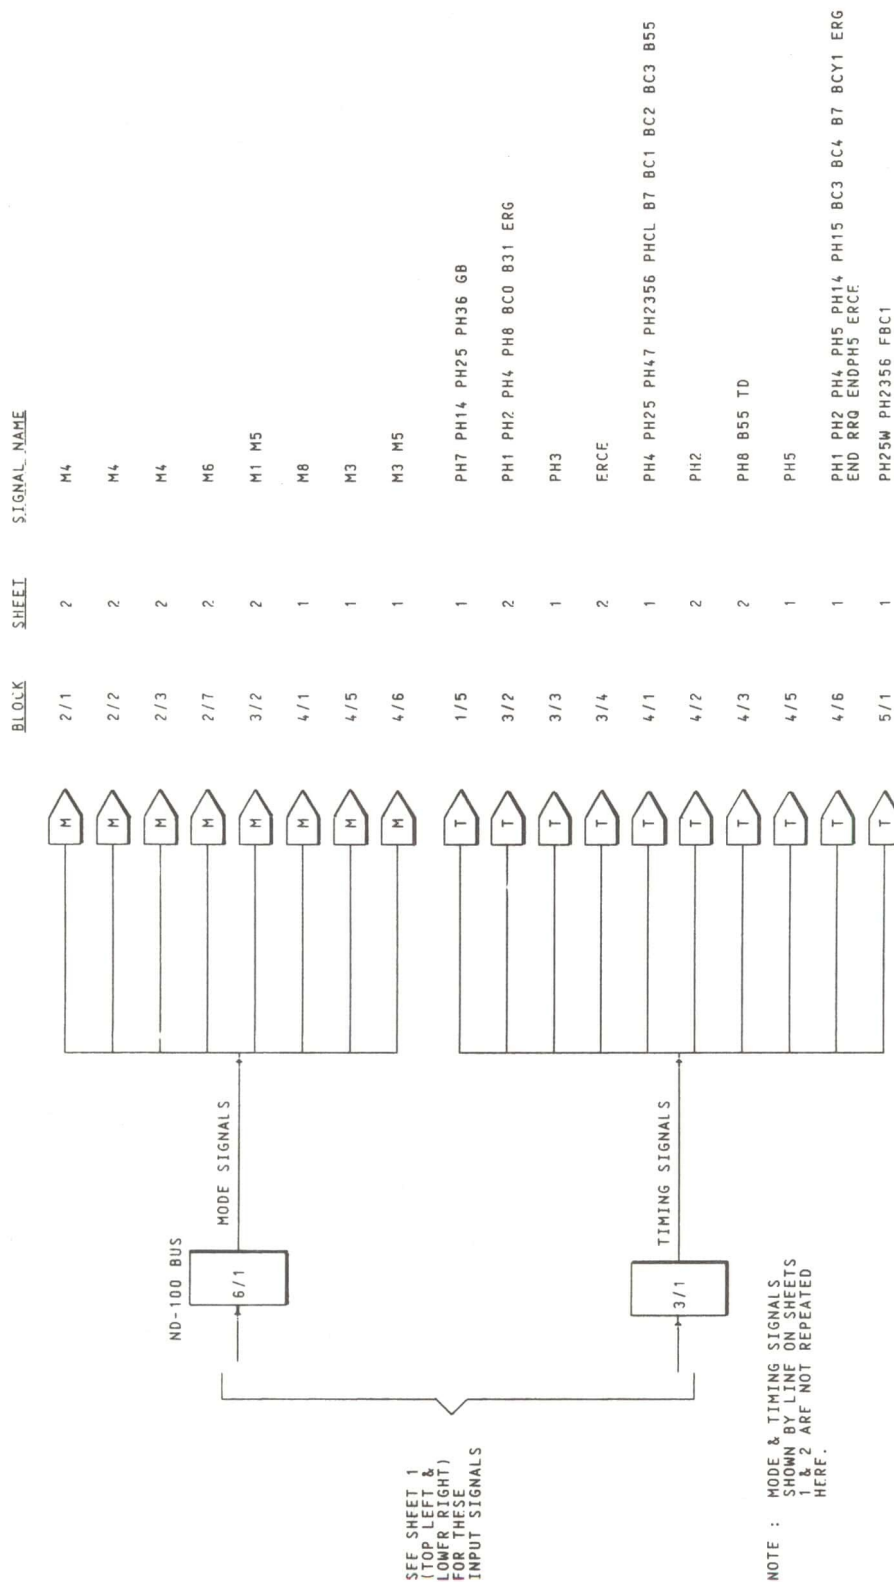 BLOCK SHEET SIGNAL NAME
M 2/1 2 M4
M 2/2 2 M4
M 2/3 2 M4
M 2/7 2 M6
M 3/2 2 M1 M5
M 4/1 1 M8
M 4/5 1 M3
M 4/6 1 M3 M5
T 1/5 1 PH7 PH14 PH25 PH36 GB
T 3/2 2 PH1 PH2 PH4 PH8 BC0 B31 ERG
T 3/3 1 PH3
T 3/4 2 ERCE
T 4/1 1 PH4 PH25 PH47 PH2356 PHCL B7 BC1 BC2 BC3 B55
T 4/2 2 PH2
T 4/3 2 PH8 B55 TD
T 4/5 1 PH5
T 4/6 1 PH1 PH2 PH4 PH5 PH14 PH15 BC3 BC4 B7 BCY1 ERG
END RRQ ENDPH5 ERCE
T 5/1 1 PH25W PH2356 FBC1
ND-100 BUS
6/1
MODE SIGNALS
3/1
TIMING SIGNALS
SEE SHEET 1
(TOP LEFT &
LOWER RIGHT)
FOR THESE
INPUT SIGNALS
NOTE : MODE & TIMING SIGNALS
SHOWN BY LINE ON SHEETS
1 & 2 ARE NOT REPEATED
HERE.